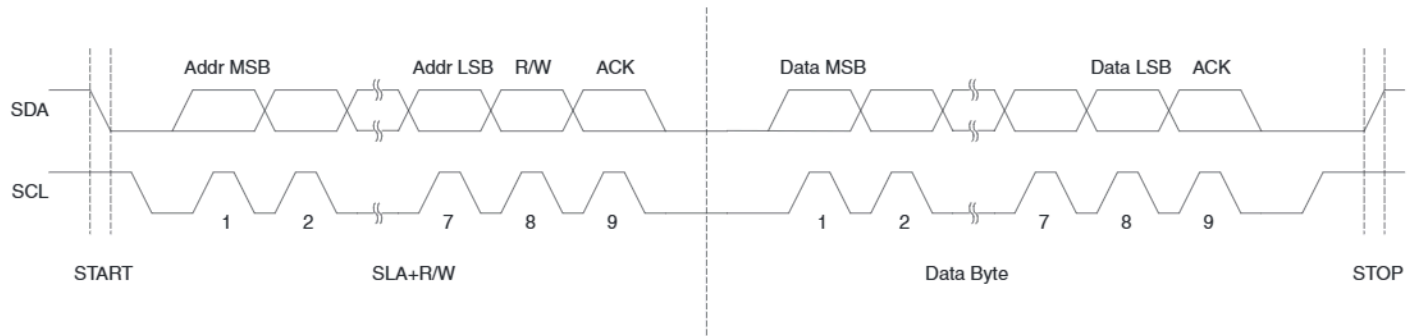 Addr MSB Addr LSB R/W ACK Data MSB Data LSB ACK
SDA
SCL
1 2 7 8 9 1 2 7 8 9
START SLA+R/W Data Byte STOP